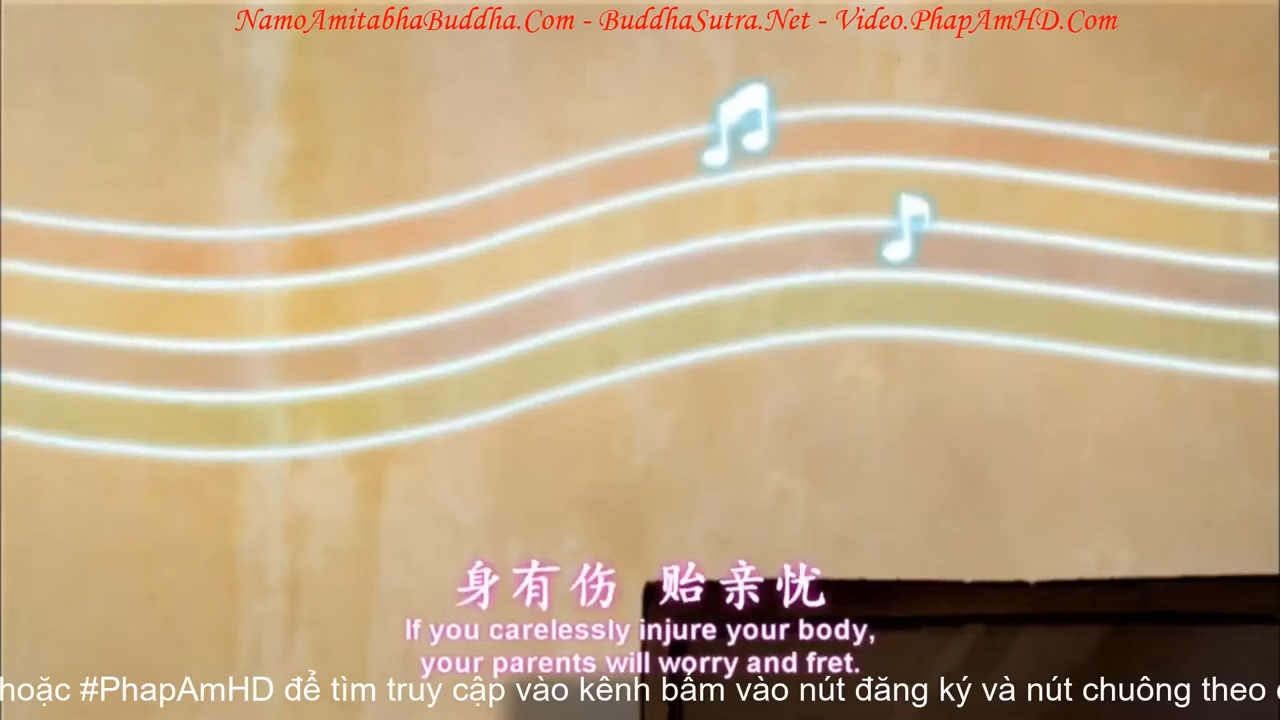 NamoAmitabhaBuddha.Com - BuddhaSutra.Net - Video.PhapAmHD.Com
身有伤 贻亲忧
If you carelessly injure your body,
your parents will worry and fret.
hoặc #PhapAmHD để tìm truy cập vào kênh bấm vào nút đăng ký và nút chuông theo